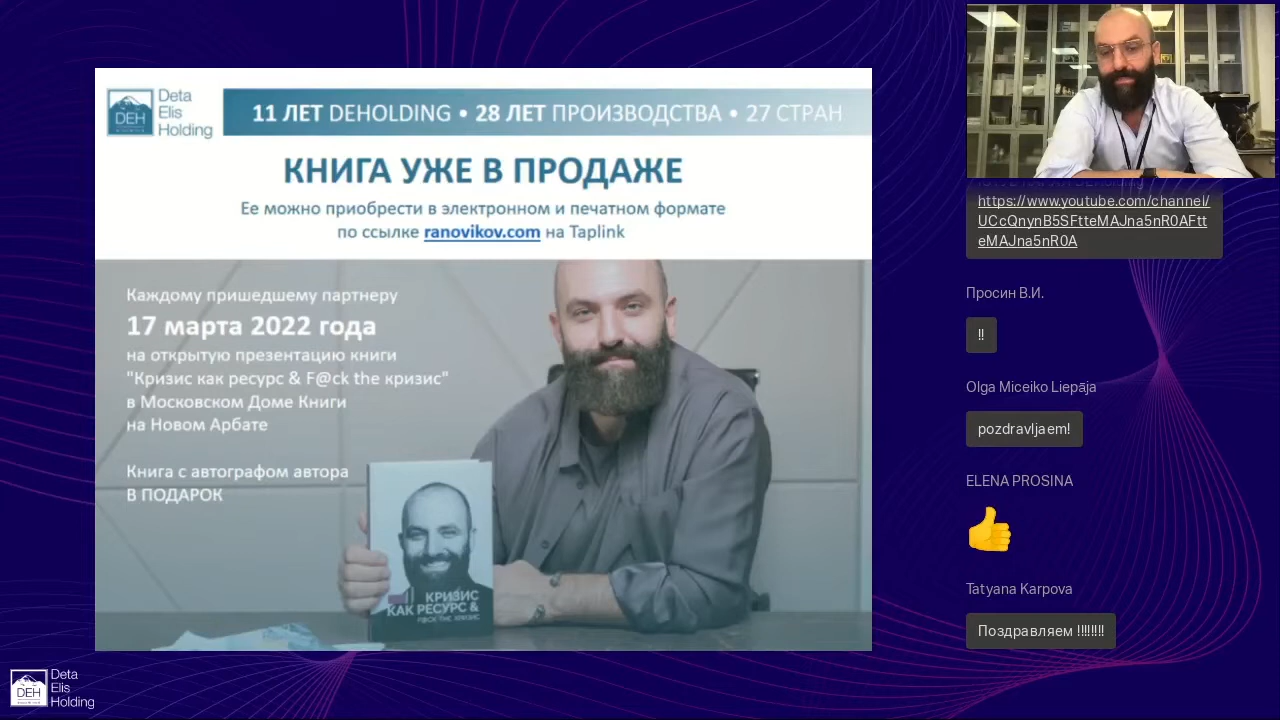 Deta
Elis
Holding
DEH
11 ЛЕТ DEHOLDING • 28 ЛЕТ ПРОИЗВОДСТВА • 27 СТРАН
КНИГА УЖЕ В ПРОДАЖЕ
Ее можно приобрести в электронном и печатном формате
по ссылке ranovikov.com на Taplink
Каждому пришедшему партнеру
17 марта 2022 года
на открытую презентацию книги
"Кризис как ресурс & F@ck the кризис"
в Московском Доме Книги
на Новом Арбате
Книга с автографом автора
В ПОДАРОК
КРИЗИС
КАК РЕСУРС &
F@CK THE КРИЗИС
https://www.youtube.com/channel/
UCcQnynB5SFtteMAJna5nR0AFtt
eMAJna5nR0A
Просин В.И.
!!
Olga Miceiko Liepāja
pozdravljaem!
ELENA PROSINA
Tatyana Karpova
Поздравляем !!!!!!!!
DEH
Deta
Elis
Holding